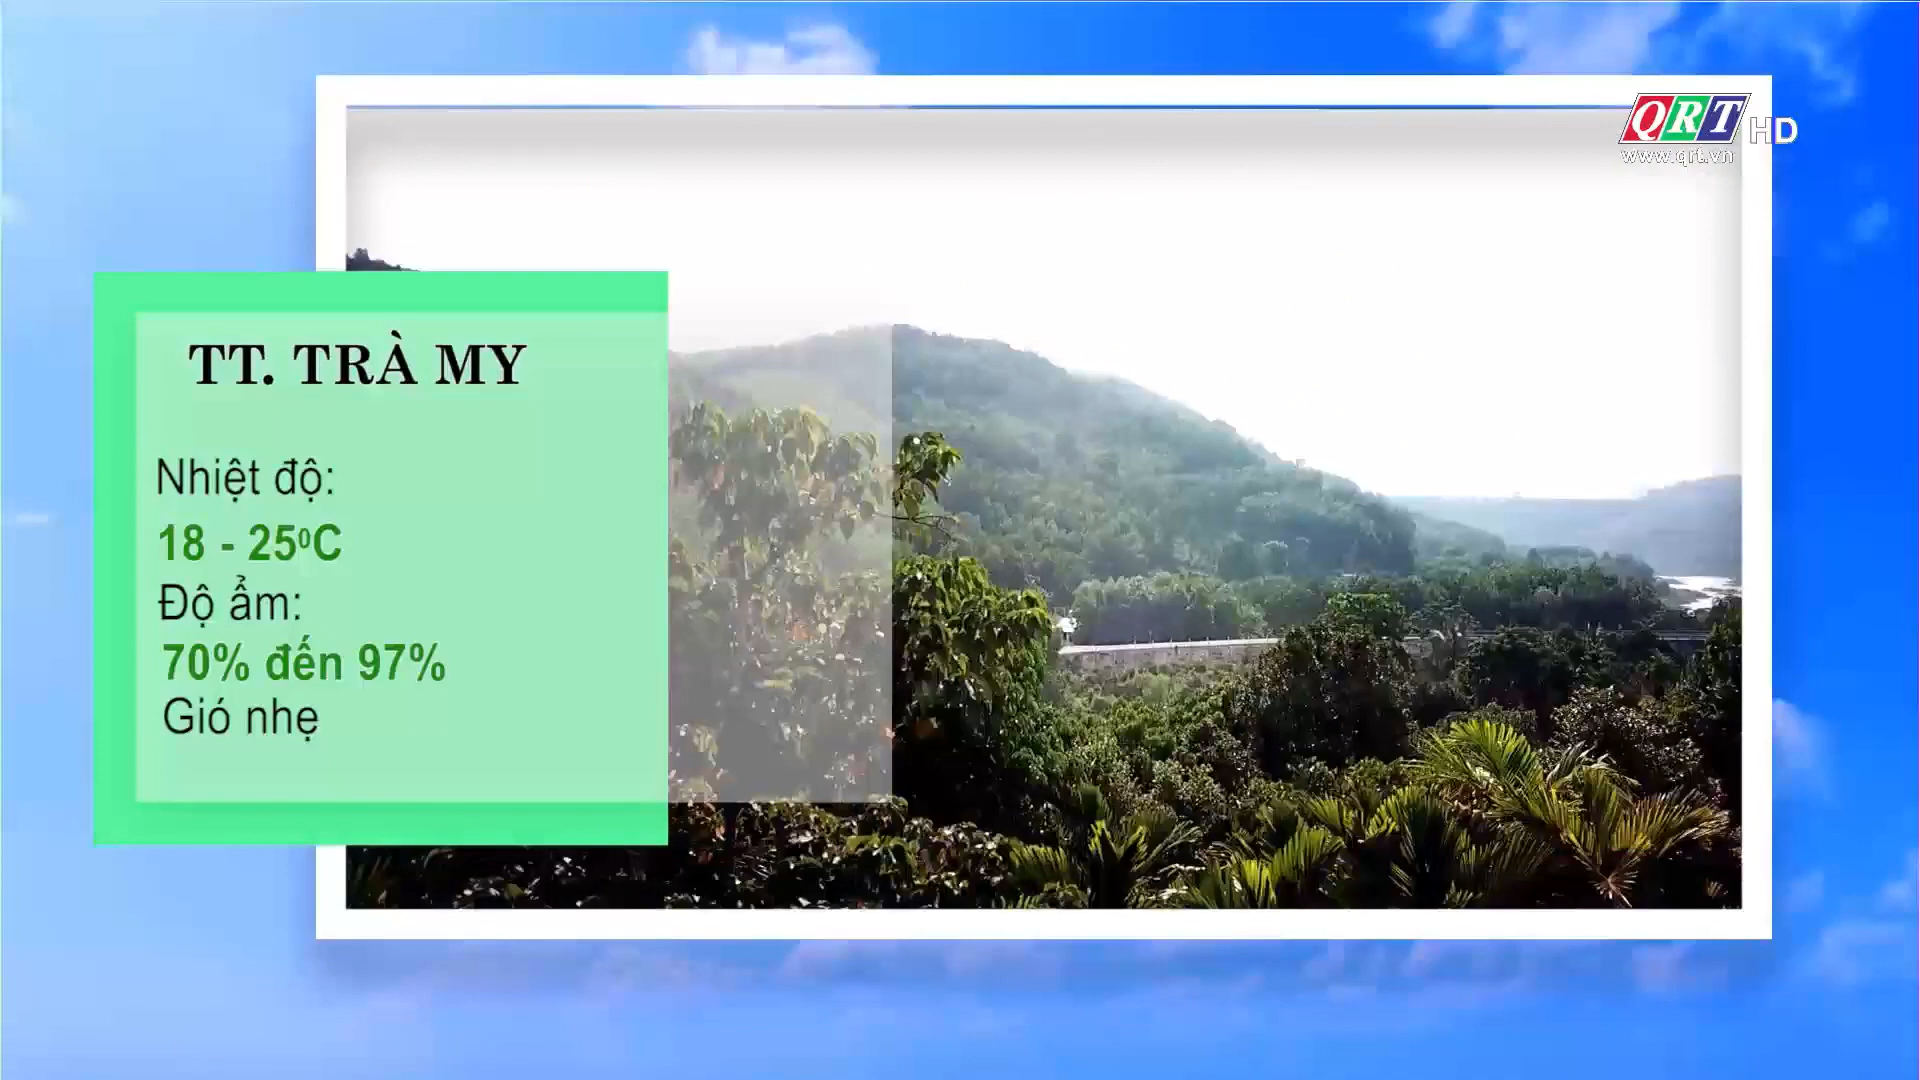 QRT HD
www.qrt.vn
TT. TRÀ MY
Nhiệt độ:
18 - 25⁰C
Độ ẩm:
70% đến 97%
Gió nhẹ